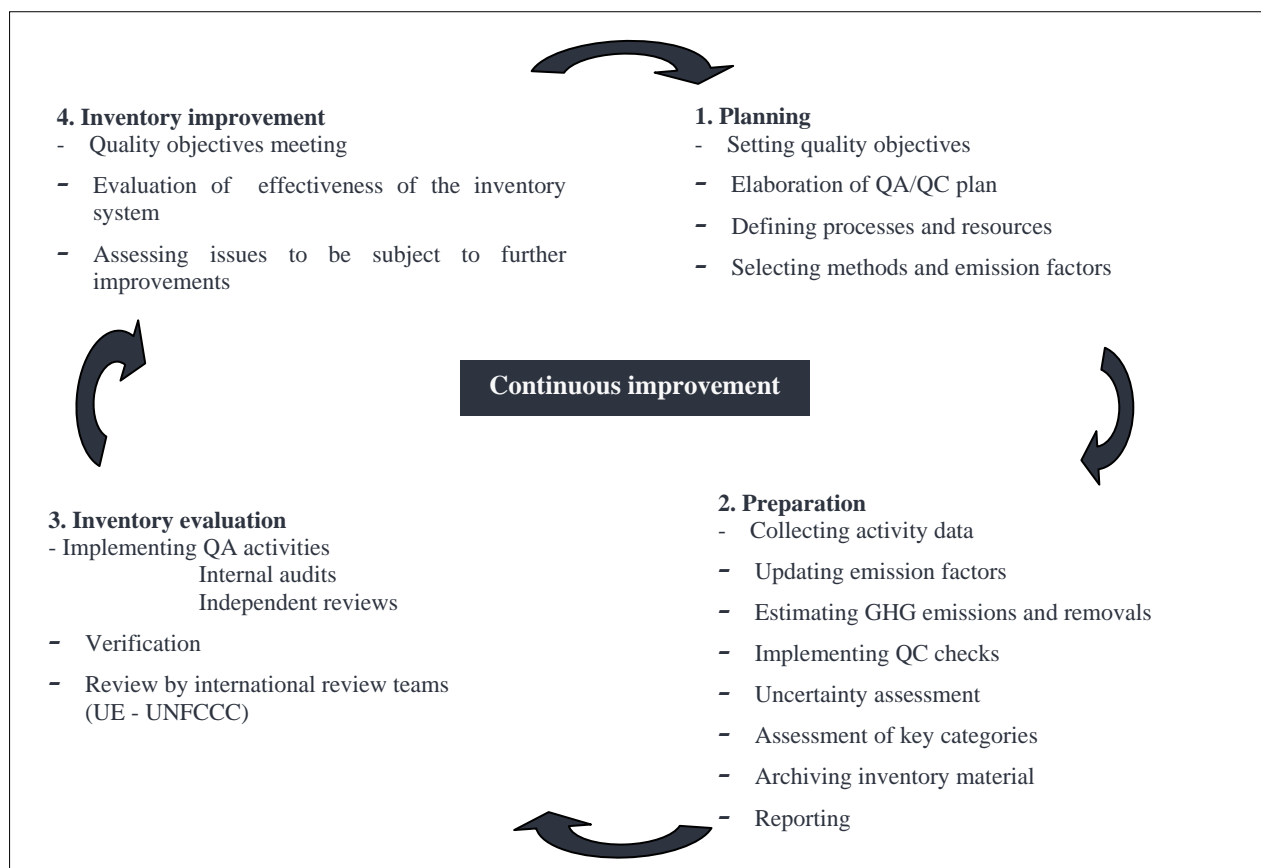 4. Inventory improvement
- Quality objectives meeting
- Evaluation of effectiveness of the inventory
system
- Assessing issues to be subject to further
improvements
1. Planning
- Setting quality objectives
- Elaboration of QA/QC plan
- Defining processes and resources
- Selecting methods and emission factors
Continuous improvement
3. Inventory evaluation
- Implementing QA activities
Internal audits
Independent reviews
- Verification
- Review by international review teams
(UE - UNFCCC)
2. Preparation
- Collecting activity data
- Updating emission factors
- Estimating GHG emissions and removals
- Implementing QC checks
- Uncertainty assessment
- Assessment of key categories
- Archiving inventory material
- Reporting